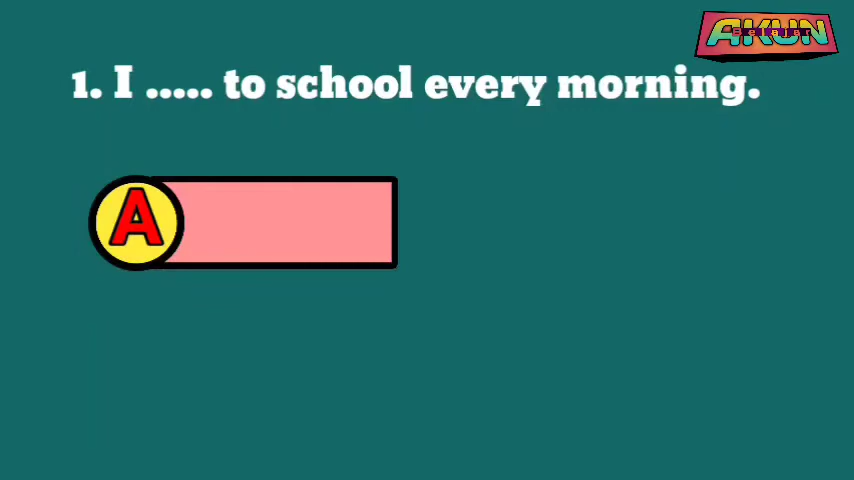 AKUN
Belajar
1. I ..... to school every morning.
A